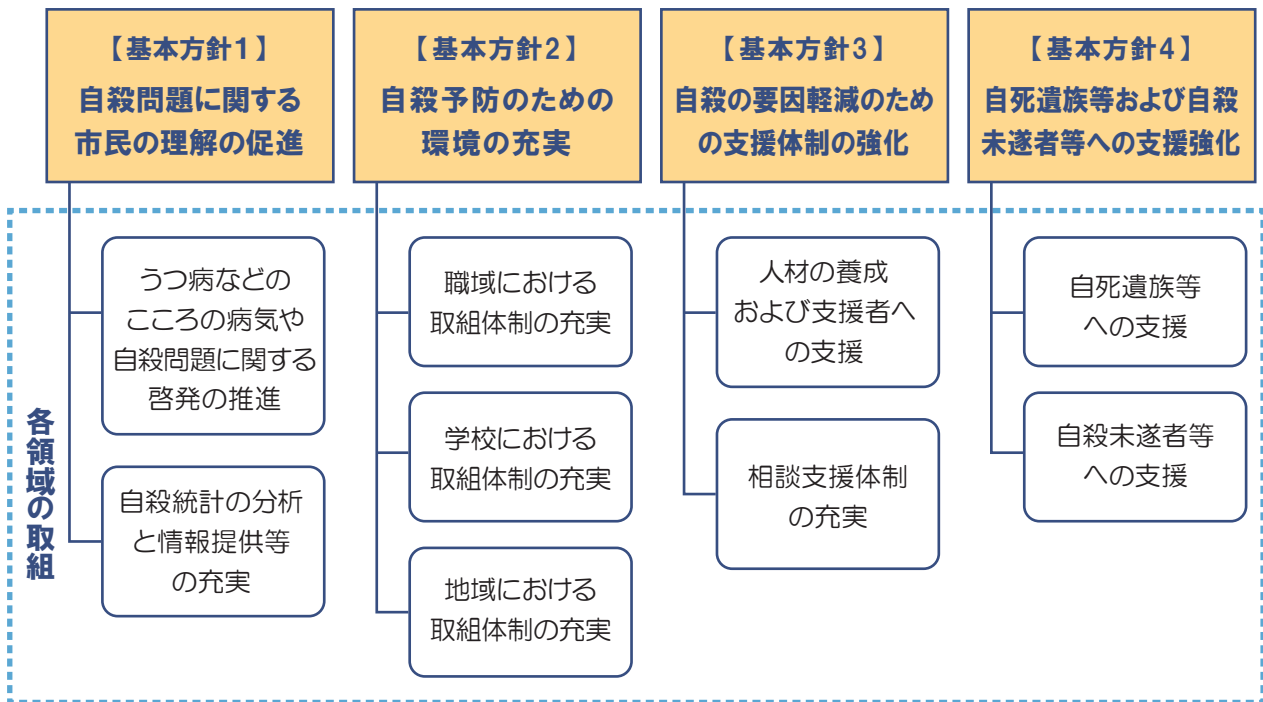 【基本方針1】
自殺問題に関する
市民の理解の促進
【基本方針2】
自殺予防のための
環境の充実
【基本方針3】
自殺の要因軽減のため
の支援体制の強化
【基本方針4】
自死遺族等および自殺
未遂者等への支援強化
各領域の取組
うつ病などの
こころの病気や
自殺問題に関する
啓発の推進
自殺統計の分析
と情報提供等
の充実
職域における
取組体制の充実
学校における
取組体制の充実
地域における
取組体制の充実
人材の養成
および支援者へ
の支援
相談支援体制
の充実
自死遺族等
への支援
自殺未遂者等
への支援